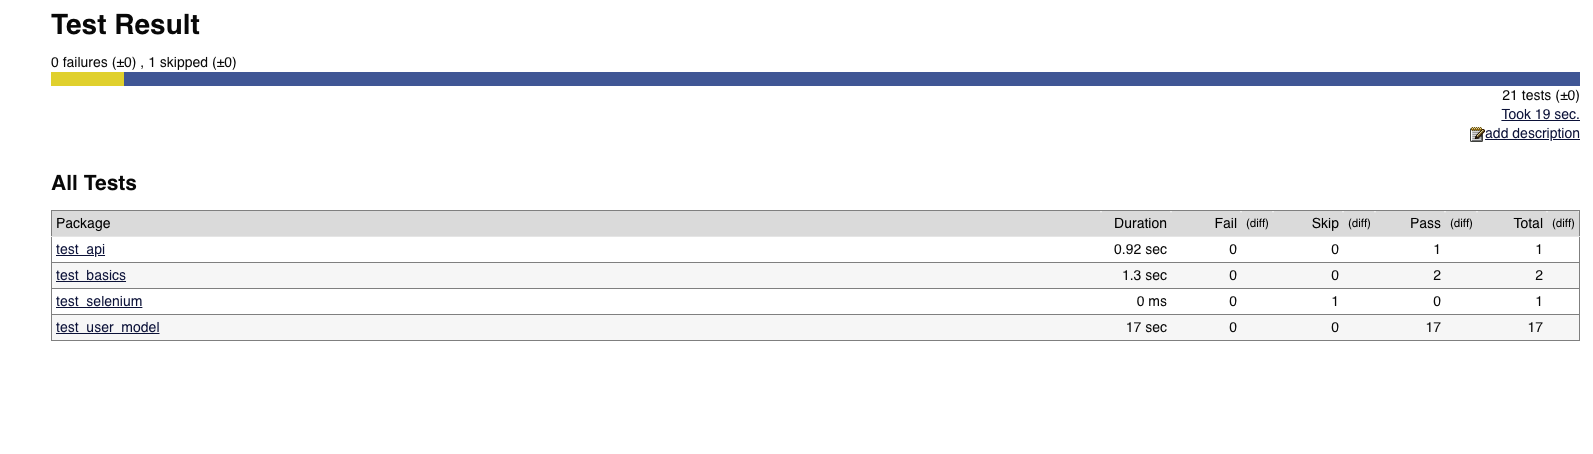 Test Result
0 failures (±0) , 1 skipped (±0)
21 tests (±0)
Took 19 sec.
add description
All Tests
Package Duration Fail (diff) Skip (diff) Pass (diff) Total (diff)
test_api 0.92 sec 0 0 1 1
test_basics 1.3 sec 0 0 2 2
test_selenium 0 ms 0 1 0 1
test_user_model 17 sec 0 0 17 17